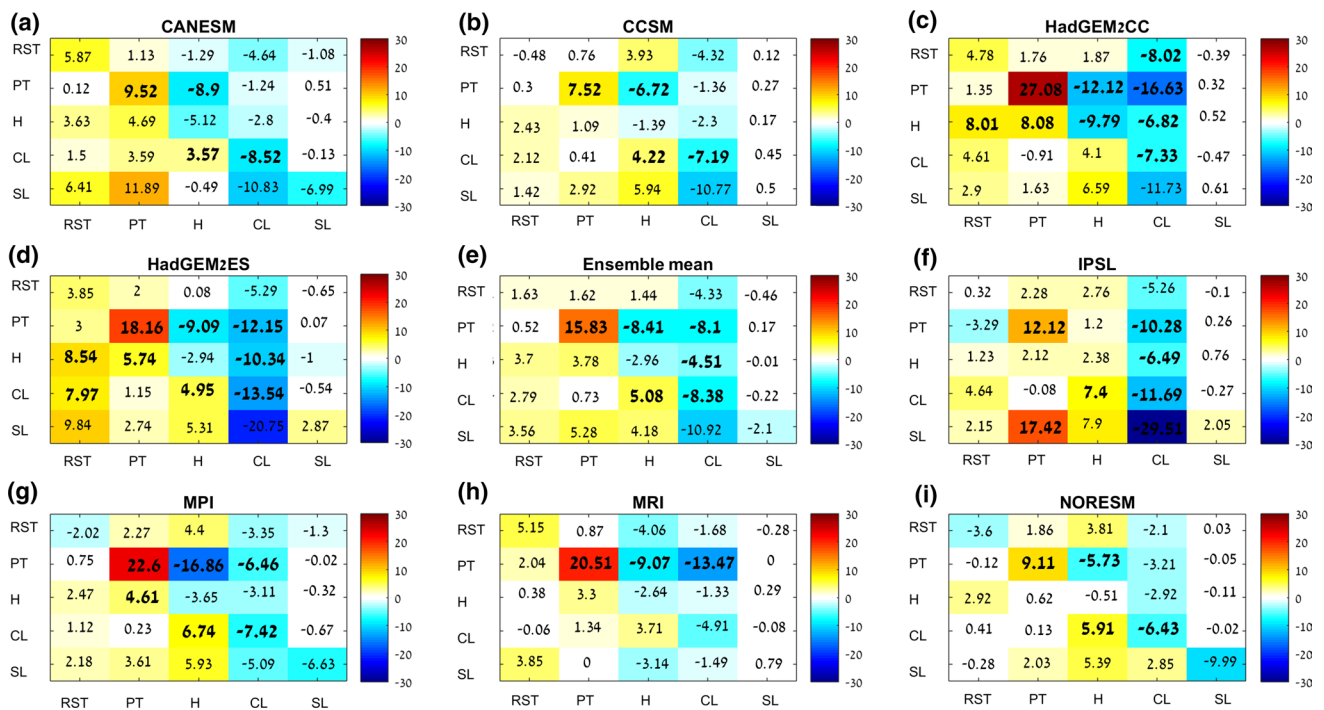 (a) CANESM
RST 5.87 1.13 -1.29 -4.64 -1.08 30
PT 0.12 9.52 -8.9 -1.24 0.51 20
H 3.63 4.69 -5.12 -2.8 -0.4 10
CL 1.5 3.59 3.57 -8.52 -0.13 0
SL 6.41 11.89 -0.49 -10.83 -6.99 -10
-20
-30
RST PT H CL SL
(b) CCSM
RST -0.48 0.76 3.93 -4.32 0.12 30
PT 0.3 7.52 -6.72 -1.36 0.27 20
H 2.43 1.09 -1.39 -2.3 0.17 10
CL 2.12 0.41 4.22 -7.19 0.45 0
SL 1.42 2.92 5.94 -10.77 0.5 -10
-20
-30
RST PT H CL SL
(c) HadGEM2CC
RST 4.78 1.76 1.87 -8.02 -0.39 30
PT 1.35 27.08 -12.12 -16.63 0.32 20
H 8.01 8.08 -9.79 -6.82 0.52 10
CL 4.61 -0.91 4.1 -7.33 -0.47 0
SL 2.9 1.63 6.59 -11.73 0.61 -10
-20
-30
RST PT H CL SL
(d) HadGEM2ES
RST 3.85 2 0.08 -5.29 -0.65 30
PT 3 18.16 -9.09 -12.15 0.07 20
H 8.54 5.74 -2.94 -10.34 -1 10
CL 7.97 1.15 4.95 -13.54 -0.54 0
SL 9.84 2.74 5.31 -20.75 2.87 -10
-20
-30
RST PT H CL SL
(e) Ensemble mean
RST 1.63 1.62 1.44 -4.33 -0.46 30
PT 0.52 15.83 -8.41 -8.1 0.17 20
H 3.7 3.78 -2.96 -4.51 -0.01 10
CL 2.79 0.73 5.08 -8.38 -0.22 0
SL 3.56 5.28 4.18 -10.92 -2.1 -10
-20
-30
RST PT H CL SL
(f) IPSL
RST 0.32 2.28 2.76 -5.26 -0.1 30
PT -3.29 12.12 1.2 -10.28 0.26 20
H 1.23 2.12 2.38 -6.49 0.76 10
CL 4.64 -0.08 7.4 -11.69 -0.27 0
SL 2.15 17.42 7.9 -29.51 2.05 -10
-20
-30
RST PT H CL SL
(g) MPI
RST -2.02 2.27 4.4 -3.35 -1.3 30
PT 0.75 22.6 -16.86 -6.46 -0.02 20
H 2.47 4.61 -3.65 -3.11 -0.32 10
CL 1.12 0.23 6.74 -7.42 -0.67 0
SL 2.18 3.61 5.93 -5.09 -6.63 -10
-20
-30
RST PT H CL SL
(h) MRI
RST 5.15 0.87 -4.06 -1.68 -0.28 30
PT 2.04 20.51 -9.07 -13.47 0 20
H 0.38 3.3 -2.64 -1.33 0.29 10
CL -0.06 1.34 3.71 -4.91 -0.08 0
SL 3.85 0 -3.14 -1.49 0.79 -10
-20
-30
RST PT H CL SL
(i) NORESM
RST -3.6 1.86 3.81 -2.1 0.03 30
PT -0.12 9.11 -5.73 -3.21 -0.05 20
H 2.92 0.62 -0.51 -2.92 -0.11 10
CL 0.41 0.13 5.91 -6.43 -0.02 0
SL -0.28 2.03 5.39 2.85 -9.99 -10
-20
-30
RST PT H CL SL